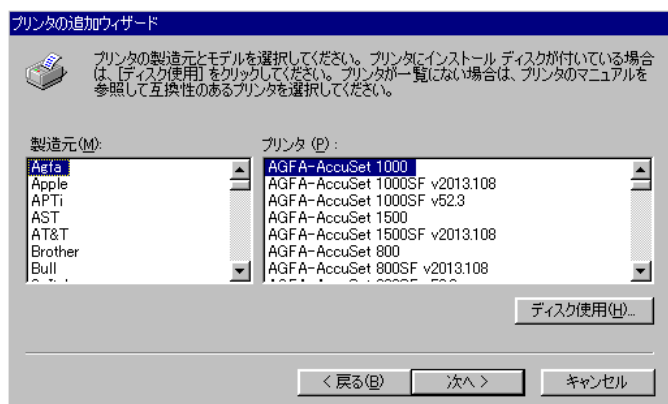 プリンタの追加ウィザード
プリンタの製造元とモデルを選択してください。プリンタにインストール ディスクが付いている場合
は、[ディスク使用] をクリックしてください。プリンタが一覧にない場合は、プリンタのマニュアルを
参照して互換性のあるプリンタを選択してください。
製造元(M):
プリンタ (P) :
Agfa
Apple
APTi
AST
AT&T
Brother
Bull
AGFA-AccuSet 1000
AGFA-AccuSet 1000SF v2013.108
AGFA-AccuSet 1000SF v52.3
AGFA-AccuSet 1500
AGFA-AccuSet 1500SF v2013.108
AGFA-AccuSet 800
AGFA-AccuSet 800SF v2013.108
ディスク使用(H)...
< 戻る(B)
次へ >
キャンセル